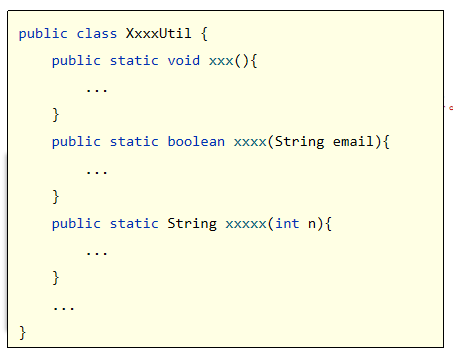 public class XxxxUtil {
    public static void xxx(){
        ...
    }
    public static boolean xxxx(String email){
        ...
    }
    public static String xxxxx(int n){
        ...
    }
    ...
}